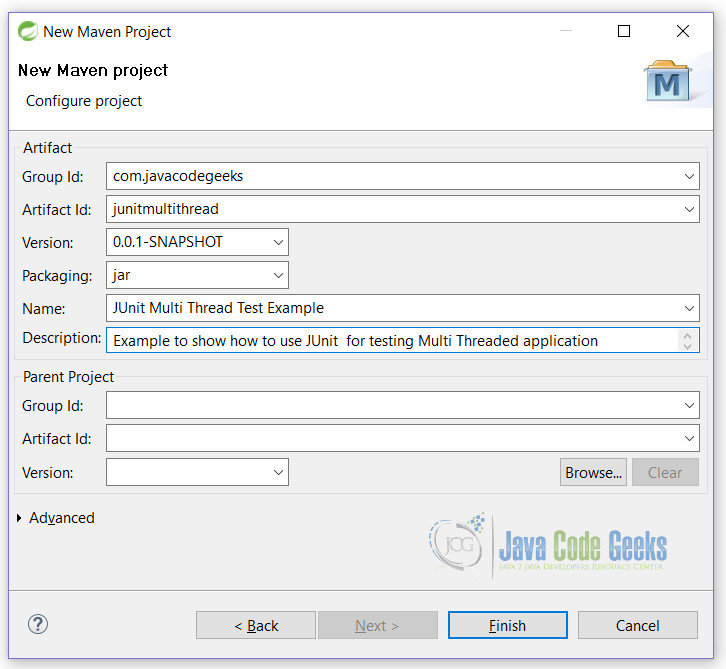 New Maven Project
New Maven project
Configure project
M
Artifact
Group Id: com.javacodegeeks
Artifact Id: junitmultithread
Version: 0.0.1-SNAPSHOT
Packaging: jar
Name: JUnit Multi Thread Test Example
Description: Example to show how to use JUnit  for testing Multi Threaded application
Parent Project
Group Id:
Artifact Id:
Version: Browse... Clear
Advanced
JCG Java Code Geeks
JAVA 2 JAVA DEVELOPERS RESOURCE CENTER
? < Back Next > Finish Cancel